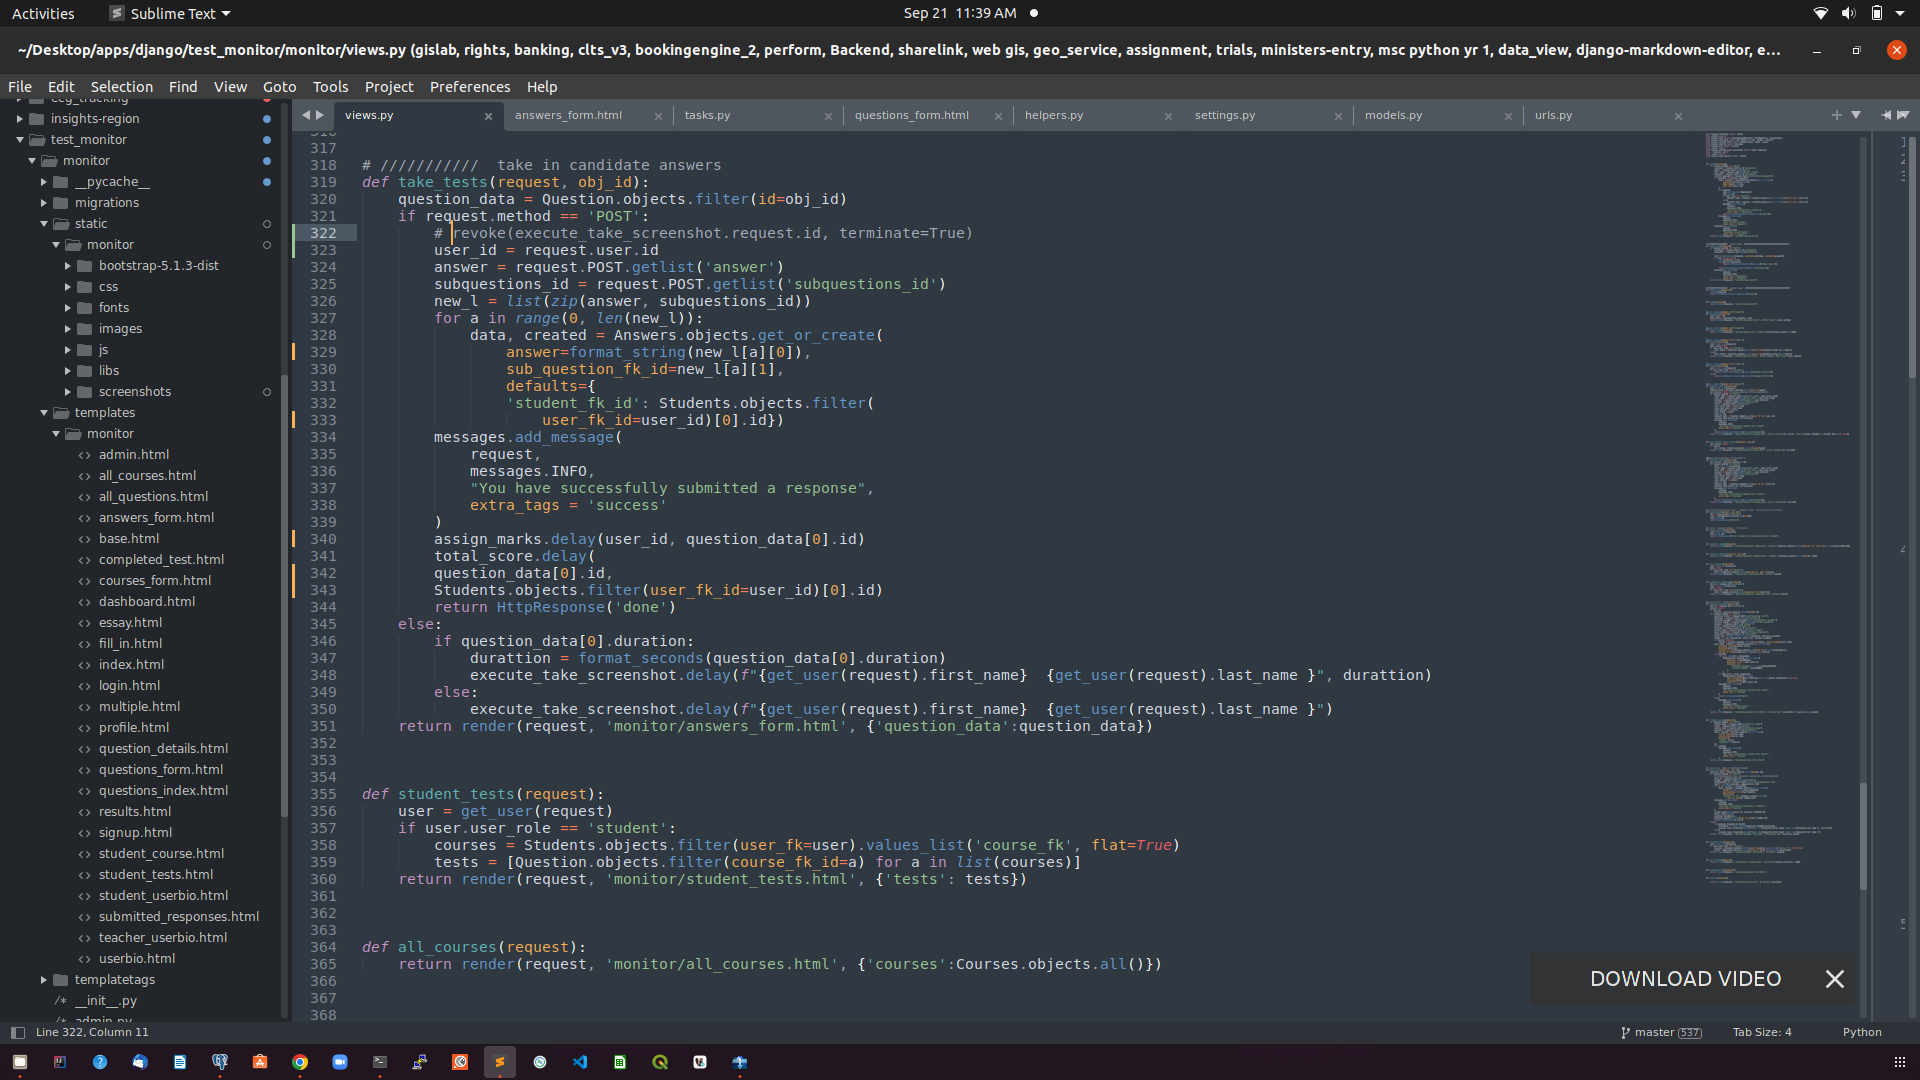 Activities
Sublime Text
Sep 21 11:39 AM
~/Desktop/apps/django/test_monitor/monitor/views.py (gislab, rights, banking, clts_v3, bookingengine_2, perform, Backend, sharelink, web gis, geo_service, assignment, trials, ministers-entry, msc python yr 1, data_view, django-markdown-editor, e...
File Edit Selection Find View Goto Tools Project Preferences Help
insights-region
test_monitor
monitor
__pycache__
migrations
static
monitor
bootstrap-5.1.3-dist
css
fonts
images
js
libs
screenshots
templates
monitor
admin.html
all_courses.html
all_questions.html
answers_form.html
base.html
completed_test.html
courses_form.html
dashboard.html
essay.html
fill_in.html
index.html
login.html
multiple.html
profile.html
question_details.html
questions_form.html
questions_index.html
results.html
signup.html
student_course.html
student_tests.html
student_userbio.html
submitted_responses.html
teacher_userbio.html
userbio.html
templatetags
/* __init__.py
/* admin.py
views.py answers_form.html tasks.py questions_form.html helpers.py settings.py models.py urls.py
316
317
318 # /////////// take in candidate answers
319 def take_tests(request, obj_id):
320 question_data = Question.objects.filter(id=obj_id)
321 if request.method == 'POST':
322 # revoke(execute_take_screenshot.request.id, terminate=True)
323 user_id = request.user.id
324 answer = request.POST.getlist('answer')
325 subquestions_id = request.POST.getlist('subquestions_id')
326 new_l = list(zip(answer, subquestions_id))
327 for a in range(0, len(new_l)):
328 data, created = Answers.objects.get_or_create(
329 answer=format_string(new_l[a][0]),
330 sub_question_fk_id=new_l[a][1],
331 defaults={
332 'student_fk_id': Students.objects.filter(
333 user_fk_id=user_id)[0].id})
334 messages.add_message(
335 request,
336 messages.INFO,
337 "You have successfully submitted a response",
338 extra_tags = 'success'
339 )
340 assign_marks.delay(user_id, question_data[0].id)
341 total_score.delay(
342 question_data[0].id,
343 Students.objects.filter(user_fk_id=user_id)[0].id)
344 return HttpResponse('done')
345 else:
346 if question_data[0].duration:
347 durattion = format_seconds(question_data[0].duration)
348 execute_take_screenshot.delay(f"{get_user(request).first_name}  {get_user(request).last_name }", durattion)
349 else:
350 execute_take_screenshot.delay(f"{get_user(request).first_name}  {get_user(request).last_name }")
351 return render(request, 'monitor/answers_form.html', {'question_data':question_data})
352
353
354
355 def student_tests(request):
356 user = get_user(request)
357 if user.user_role == 'student':
358 courses = Students.objects.filter(user_fk=user).values_list('course_fk', flat=True)
359 tests = [Question.objects.filter(course_fk_id=a) for a in list(courses)]
360 return render(request, 'monitor/student_tests.html', {'tests': tests})
361
362
363
364 def all_courses(request):
365 return render(request, 'monitor/all_courses.html', {'courses':Courses.objects.all()})
366
367
368
DOWNLOAD VIDEO
Line 322, Column 11
master 537
Tab Size: 4
Python